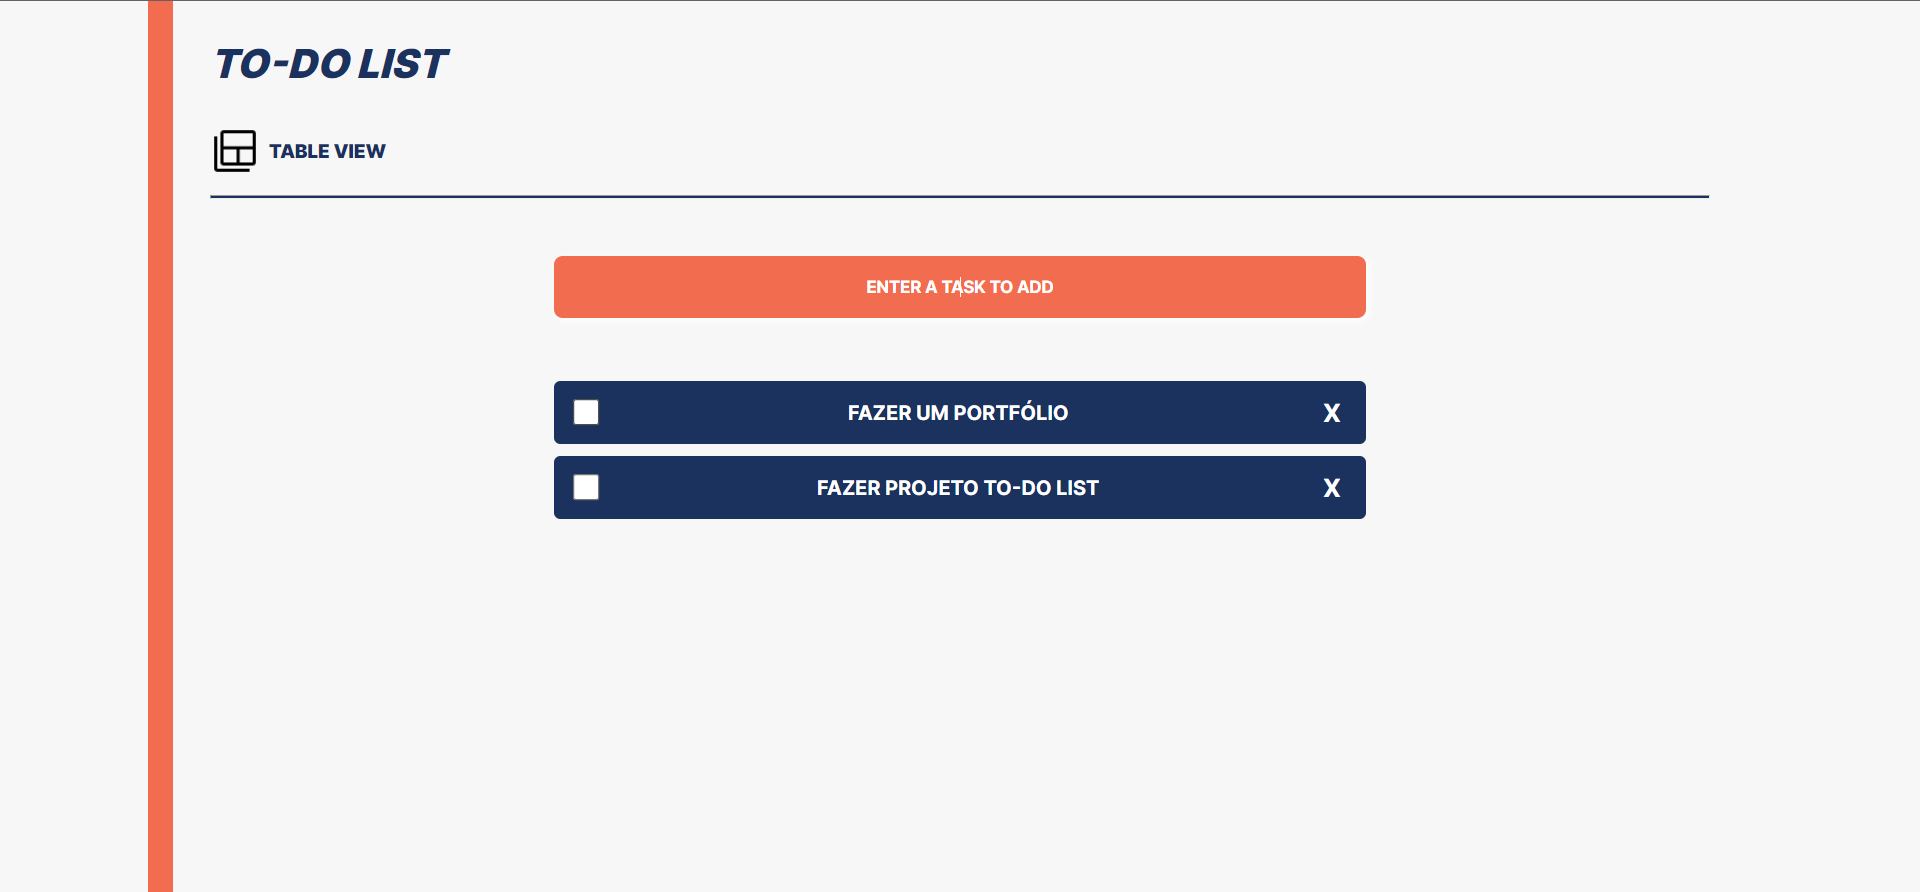 TO-DO LIST
TABLE VIEW
ENTER A TASK TO ADD
FAZER UM PORTFÓLIO X
FAZER PROJETO TO-DO LIST X